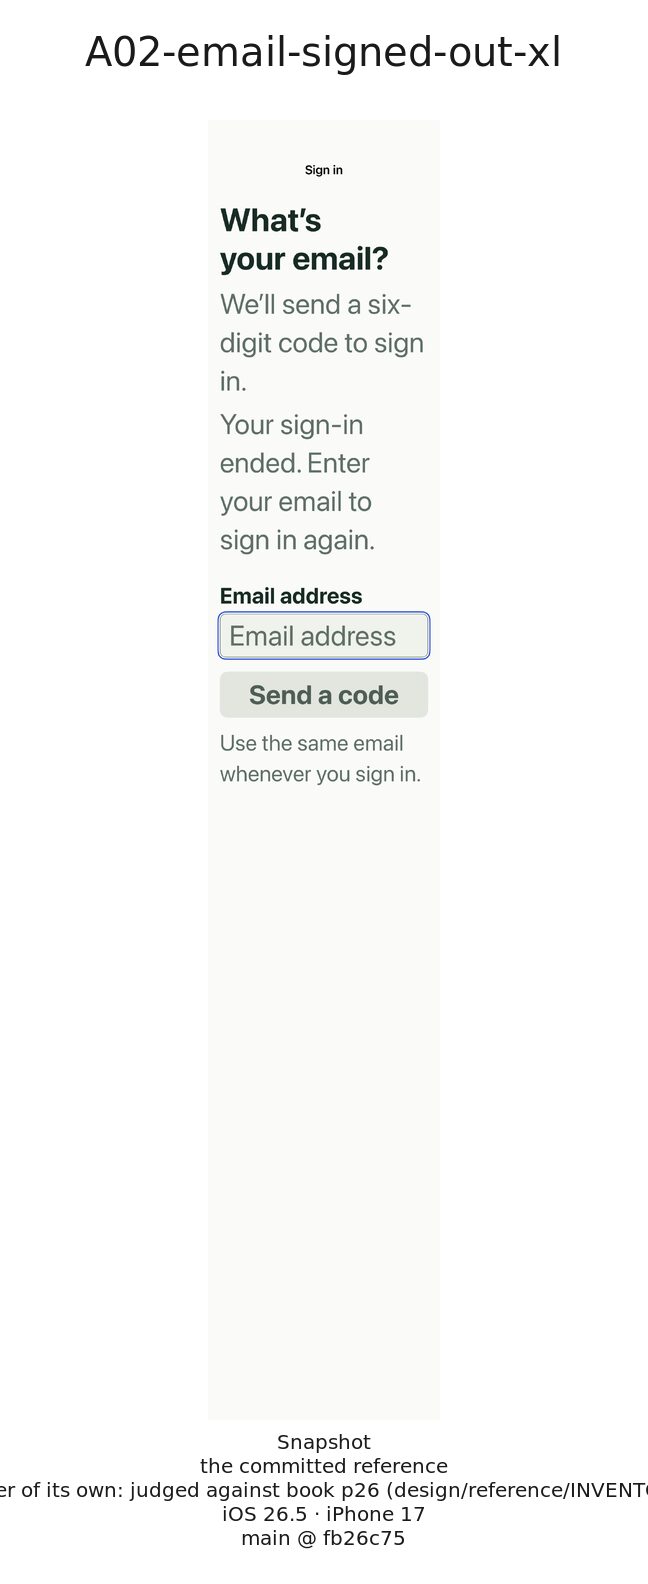 A02-email-signed-out-xl
Sign in
What’s
your email?
We’ll send a six-
digit code to sign
in.
Your sign-in
ended. Enter
your email to
sign in again.
Email address
Email address
Send a code
Use the same email
whenever you sign in.
Snapshot
the committed reference
of its own: judged against book p26 (design/reference/
iOS 26.5 · iPhone 17
main @ fb26c75